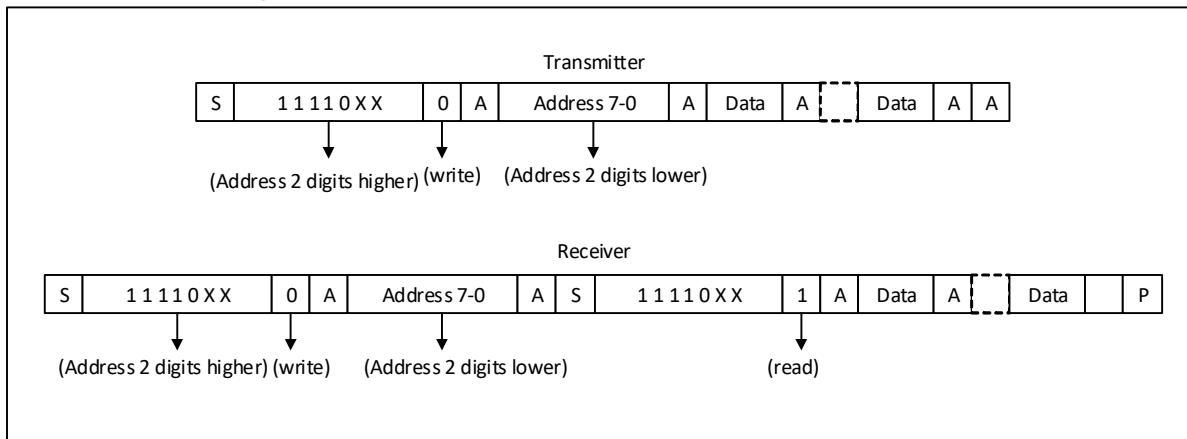 Transmitter
S 1 1 1 1 0 X X 0 A Address 7-0 A Data A Data A A
(Address 2 digits higher) (write) (Address 2 digits lower)
Receiver
S 1 1 1 1 0 X X 0 A Address 7-0 A S 1 1 1 1 0 X X 1 A Data A Data P
(Address 2 digits higher) (write) (Address 2 digits lower) (read)